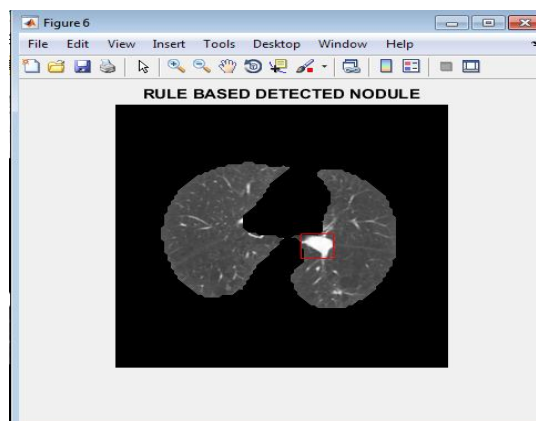 Figure 6
File Edit View Insert Tools Desktop Window Help
RULE BASED DETECTED NODULE